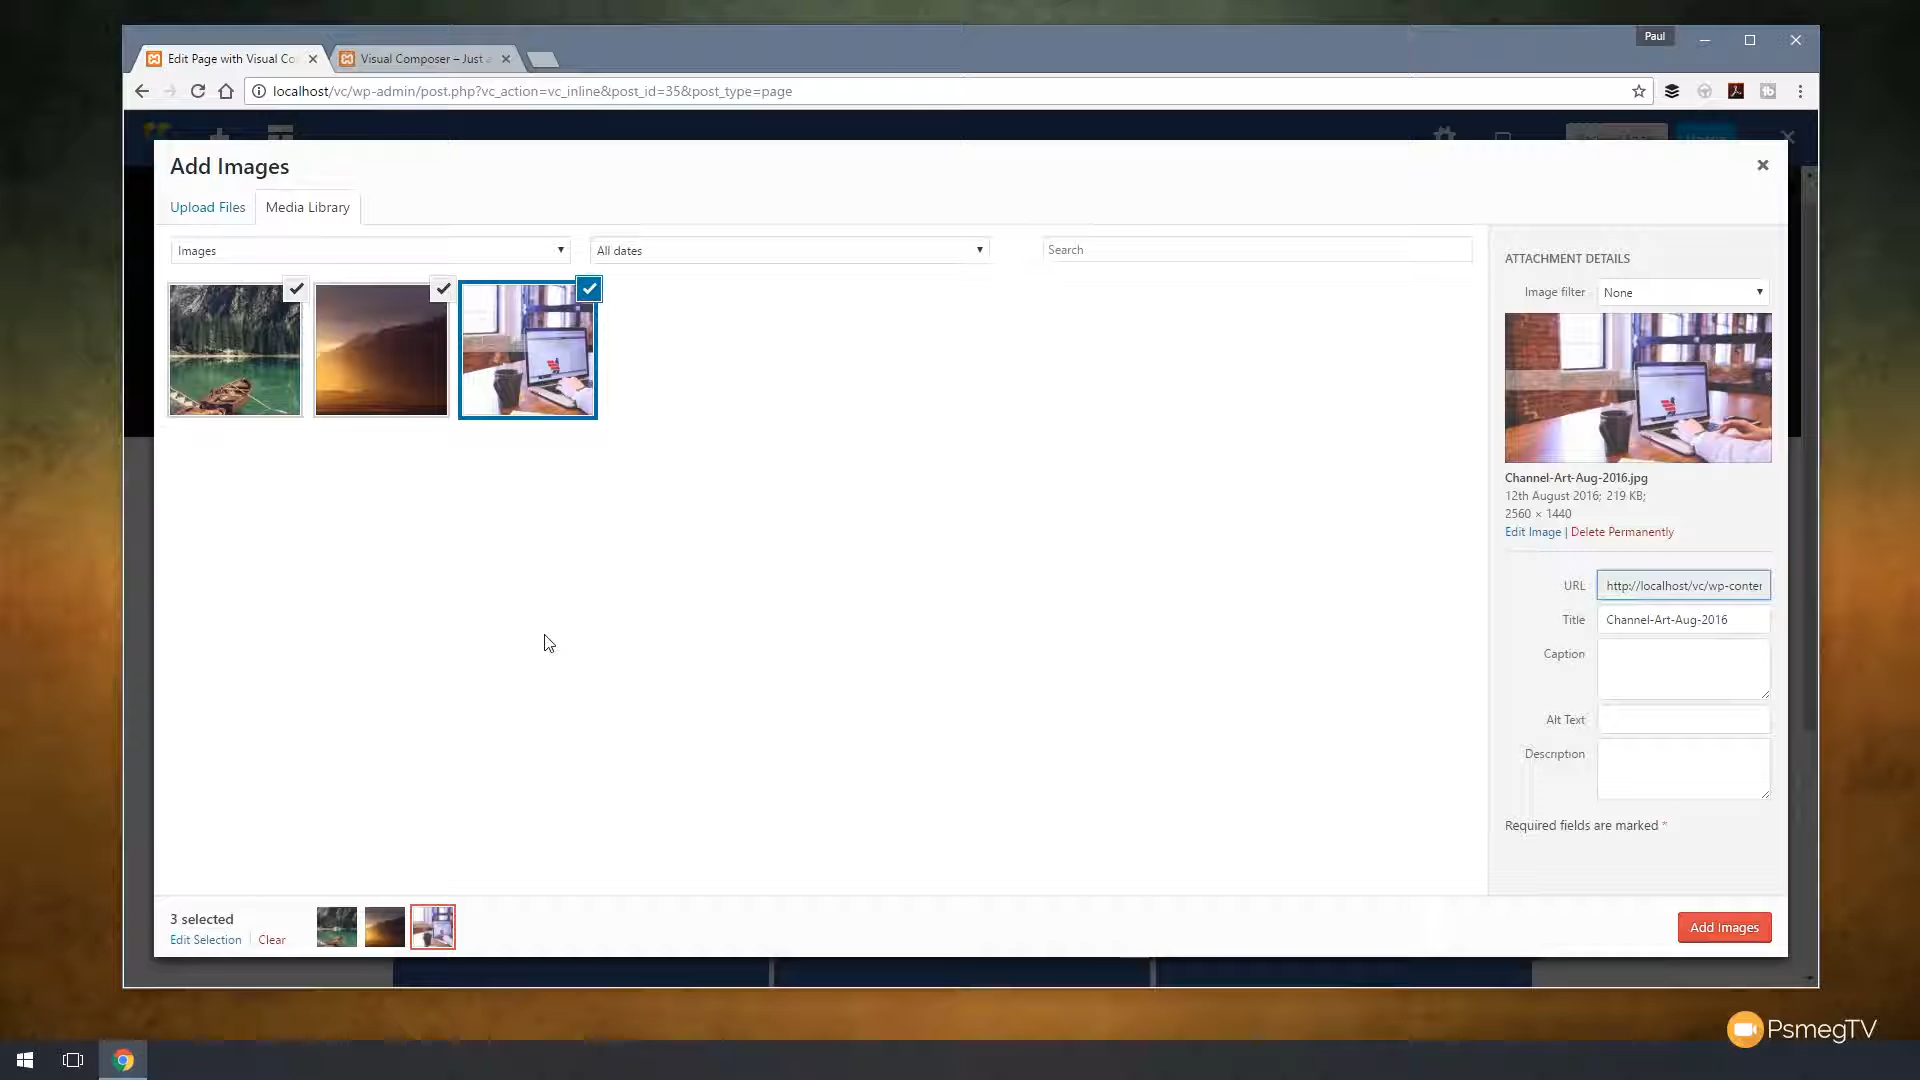 Paul
Edit Page with Visual Co
Visual Composer – Just a
localhost/vc/wp-admin/post.php?vc_action=vc_inline&post_id=35&post_type=page
Add Images
Upload Files
Media Library
Images
All dates
Search
ATTACHMENT DETAILS
Image filter
None
Channel-Art-Aug-2016.jpg
12th August 2016; 219 KB;
2560 × 1440
Edit Image | Delete Permanently
URL
http://localhost/vc/wp-conter
Title
Channel-Art-Aug-2016
Caption
Alt Text
Description
Required fields are marked *
3 selected
Edit Selection
Clear
Add Images
PsmegTV